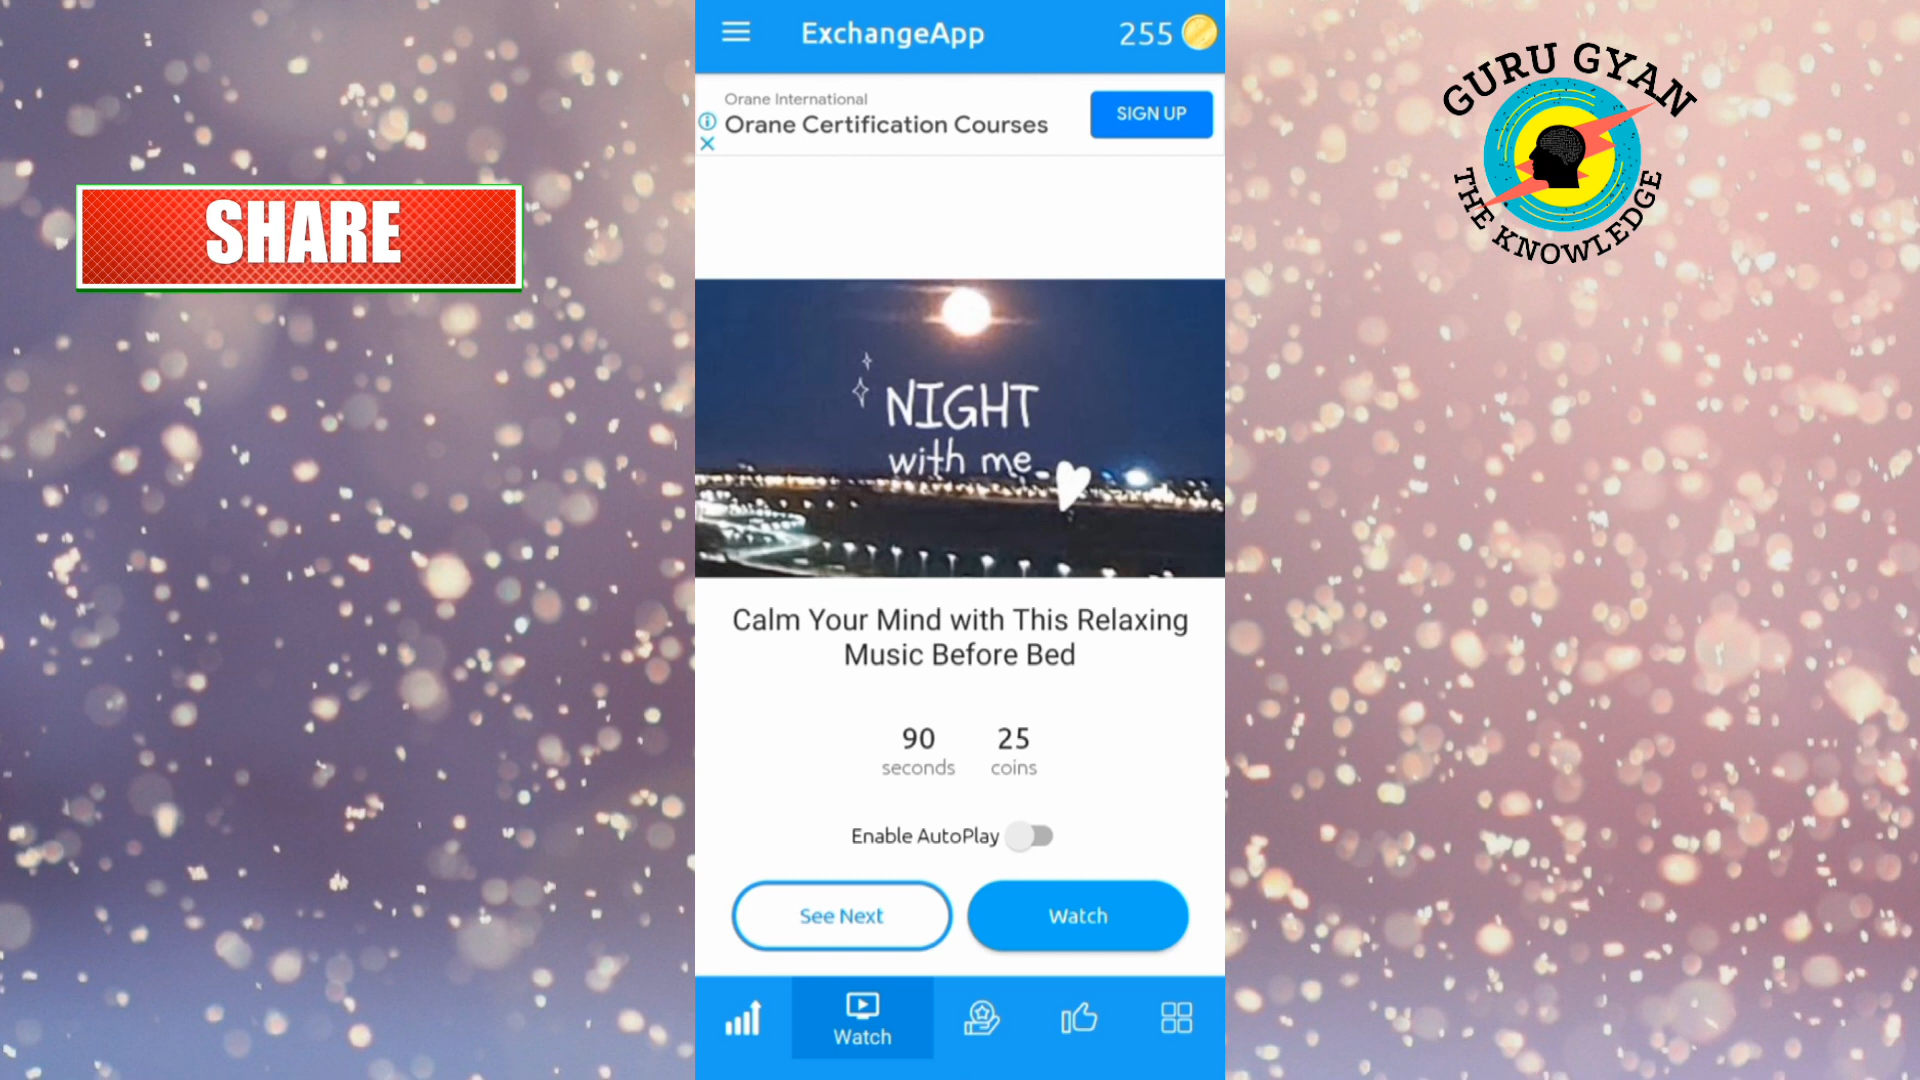 SHARE
ExchangeApp
255
Orane International
Orane Certification Courses
SIGN UP
NIGHT
with me
Calm Your Mind with This Relaxing
Music Before Bed
90
seconds
25
coins
Enable AutoPlay
See Next
Watch
Watch
GURU GYAN
THE KNOWLEDGE